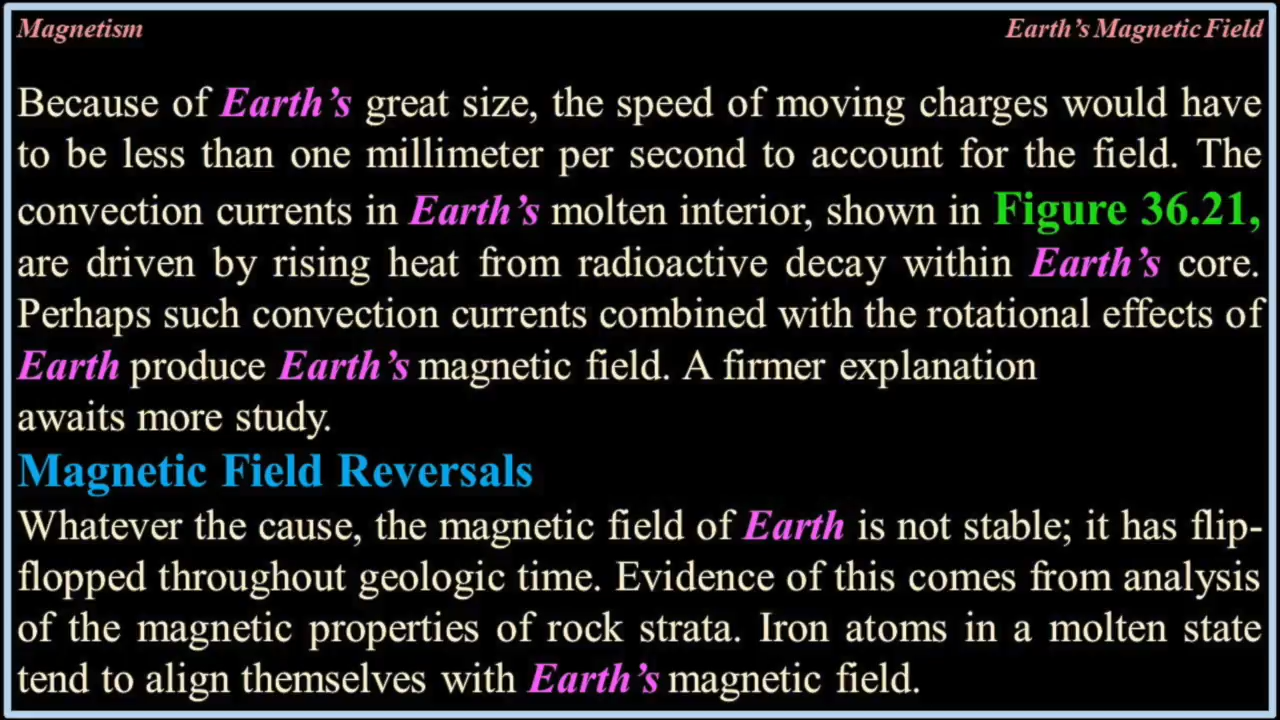 Magnetism
Earth’s Magnetic Field
Because of Earth’s great size, the speed of moving charges would have
to be less than one millimeter per second to account for the field. The
convection currents in Earth’s molten interior, shown in Figure 36.21,
are driven by rising heat from radioactive decay within Earth’s core.
Perhaps such convection currents combined with the rotational effects of
Earth produce Earth’s magnetic field. A firmer explanation
awaits more study.
Magnetic Field Reversals
Whatever the cause, the magnetic field of Earth is not stable; it has flip-
flopped throughout geologic time. Evidence of this comes from analysis
of the magnetic properties of rock strata. Iron atoms in a molten state
tend to align themselves with Earth’s magnetic field.